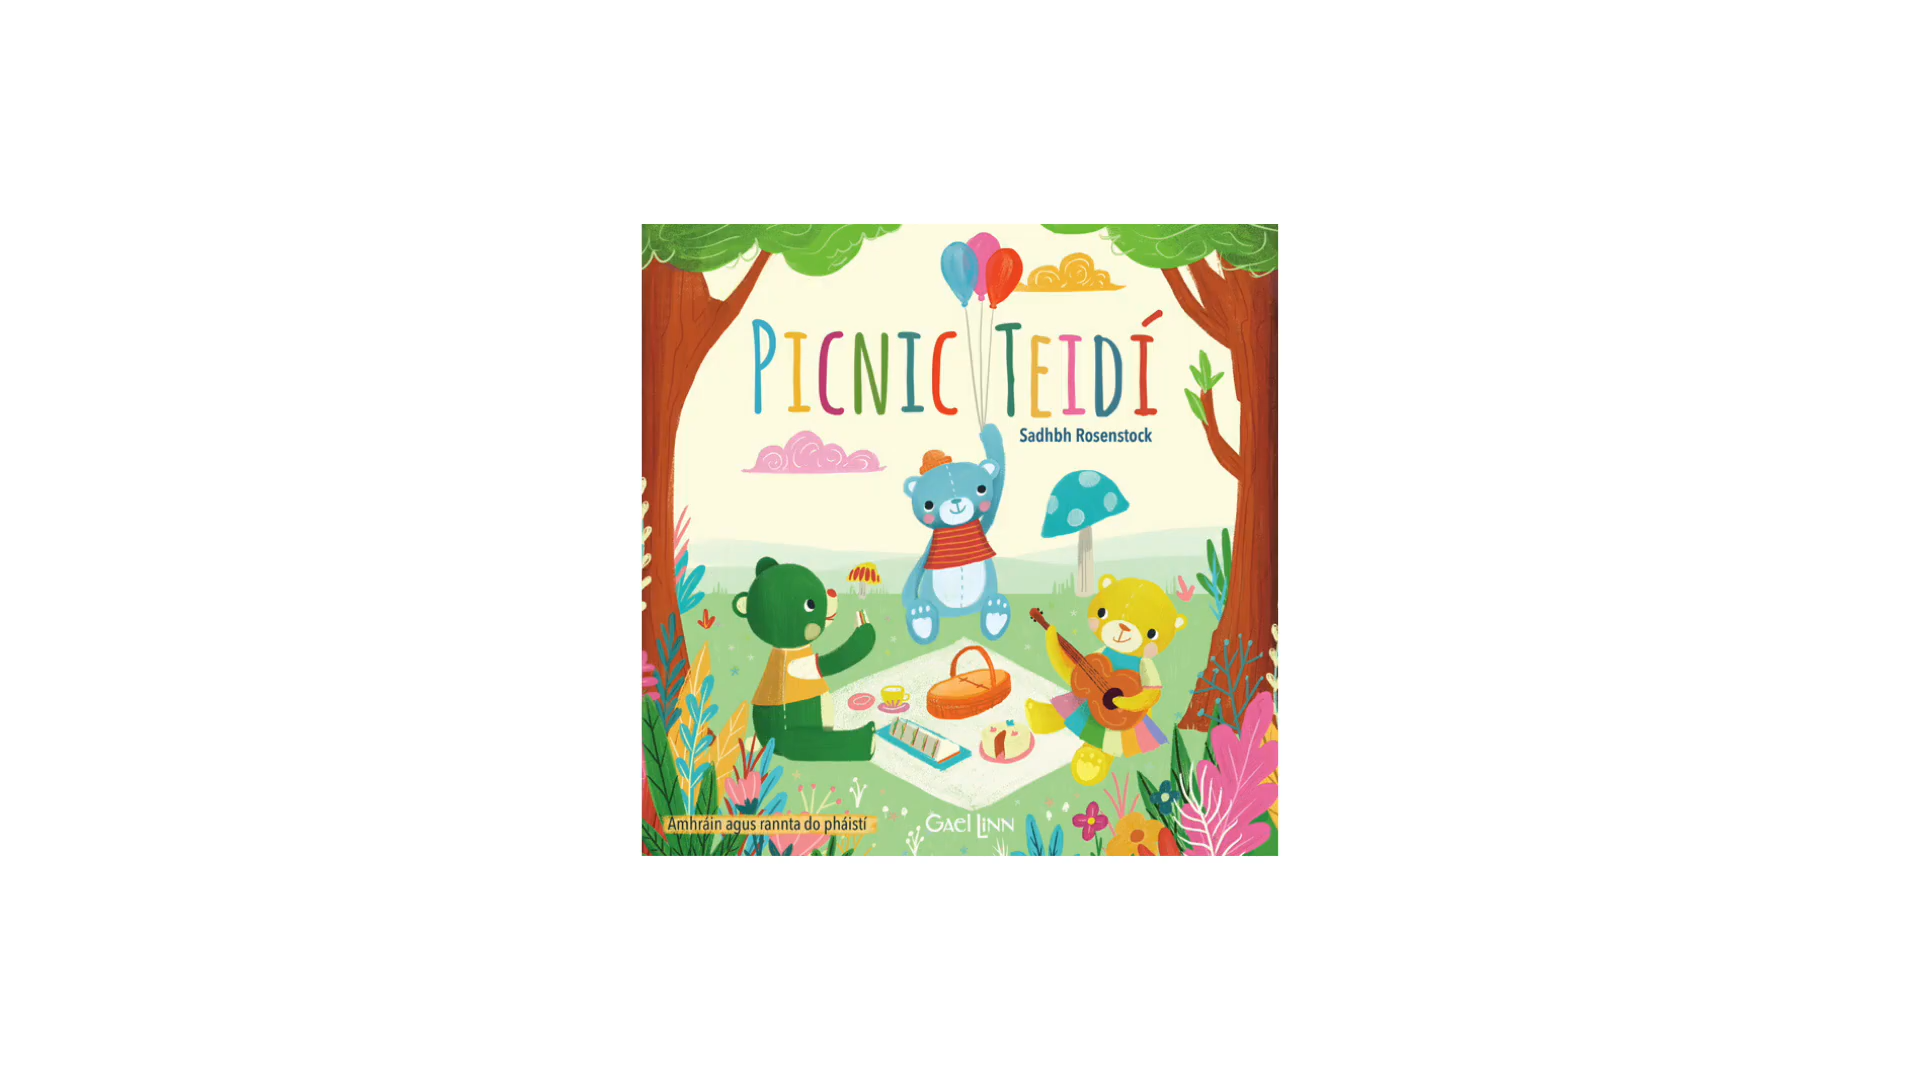 PICNIC TEIDÍ
Sadhbh Rosenstock
Amhráin agus rannta do pháistí
GAEL LINN